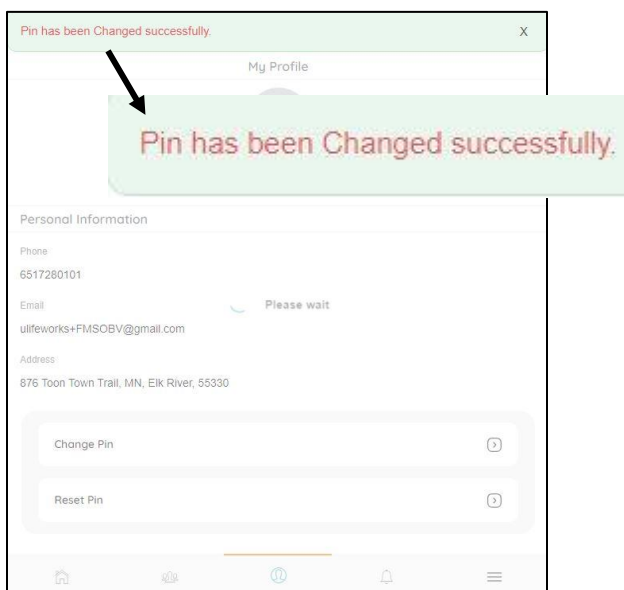 Pin has been Changed successfully. X
My Profile
Pin has been Changed successfully.
Personal Information
Phone
6517280101
Email
Please wait
ulifeworks+FMSOBV@gmail.com
Address
876 Toon Town Trail, MN, Elk River, 55330
Change Pin
Reset Pin